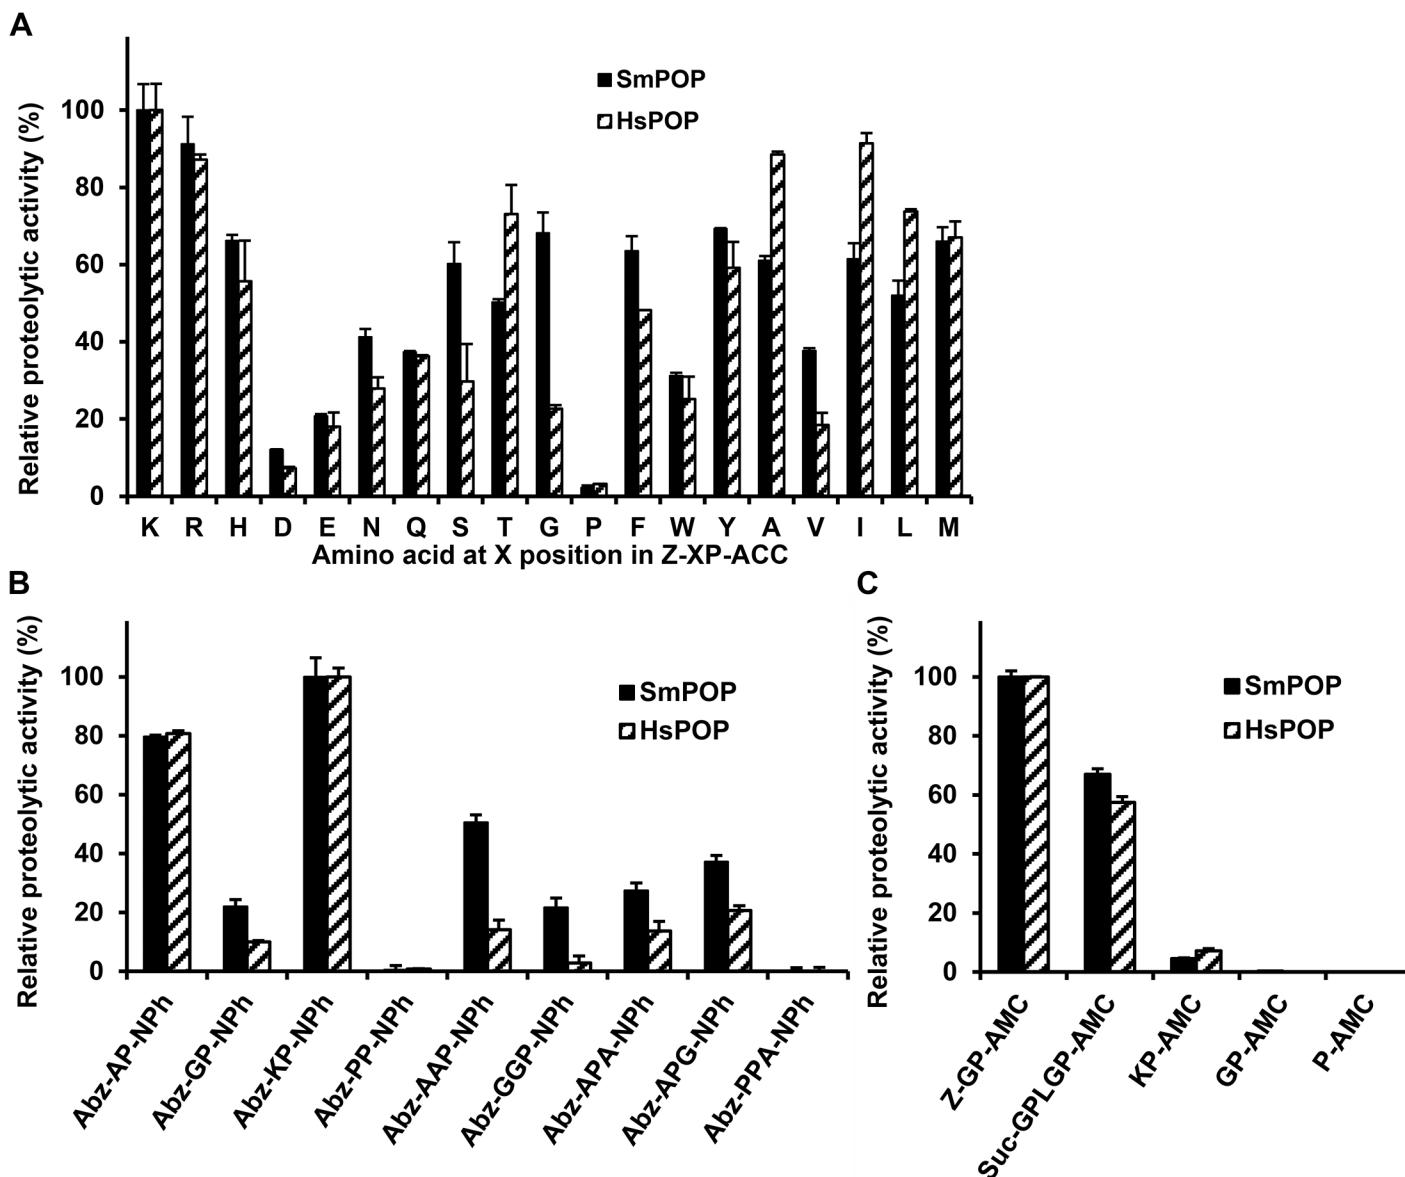 A
Relative proteolytic activity (%)
100
80
60
40
20
0
SmPOP
HsPOP
K R H D E N Q S T G P F W Y A V I L M
Amino acid at X position in Z-XP-ACC
B
Relative proteolytic activity (%)
100
80
60
40
20
0
SmPOP
HsPOP
Abz-AP-NPh
Abz-GP-NPh
Abz-KP-NPh
Abz-PP-NPh
Abz-AAP-NPh
Abz-GGP-NPh
Abz-APA-NPh
Abz-APG-NPh
Abz-PPA-NPh
C
Relative proteolytic activity (%)
100
80
60
40
20
0
SmPOP
HsPOP
Z-GP-AMC
Suc-GPLGP-AMC
KP-AMC
GP-AMC
P-AMC